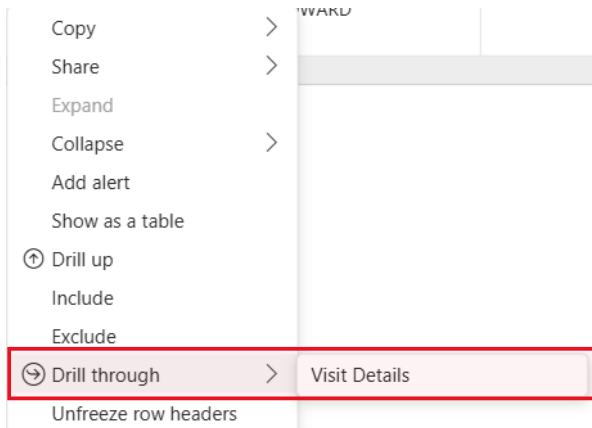 WARD
Copy
Share
Expand
Collapse
Add alert
Show as a table
Drill up
Include
Exclude
Drill through
Visit Details
Unfreeze row headers